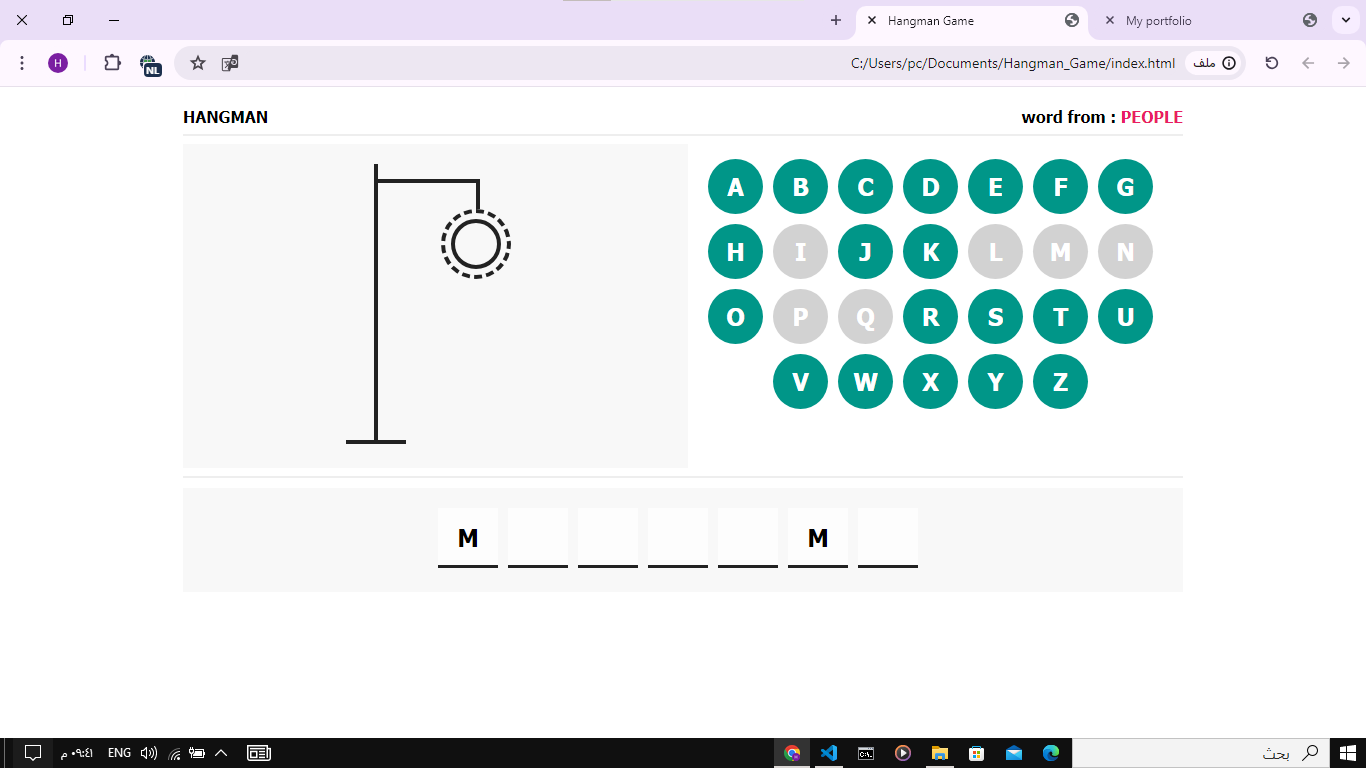 Hangman Game
My portfolio
H
NL
C:/Users/pc/Documents/Hangman_Game/index.html
ملف
HANGMAN
word from : PEOPLE
A B C D E F G
H I J K L M N
O P Q R S T U
V W X Y Z
M M
٠٩:٤١ م
ENG
بحث